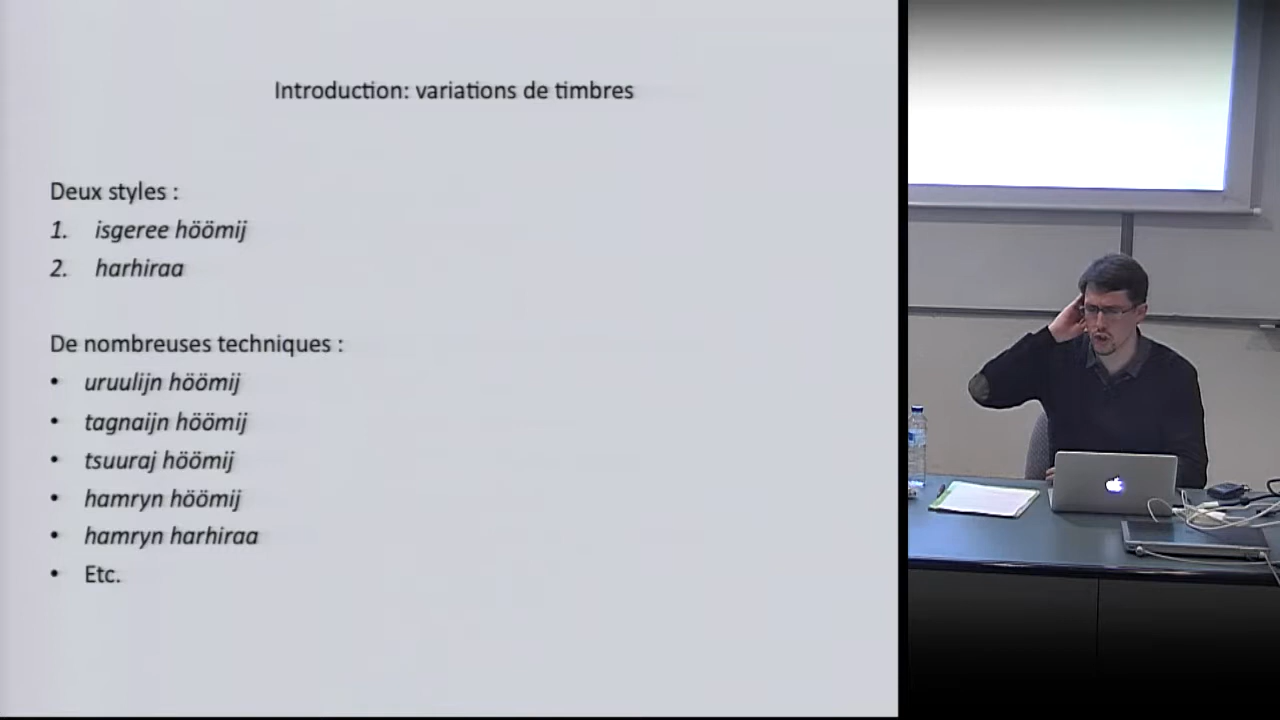 Introduction: variations de timbres
Deux styles :
1. isgeree höömij
2. harhiraa
De nombreuses techniques :
• uruulijn höömij
• tagnaijn höömij
• tsuuraj höömij
• hamryn höömij
• hamryn harhiraa
• Etc.